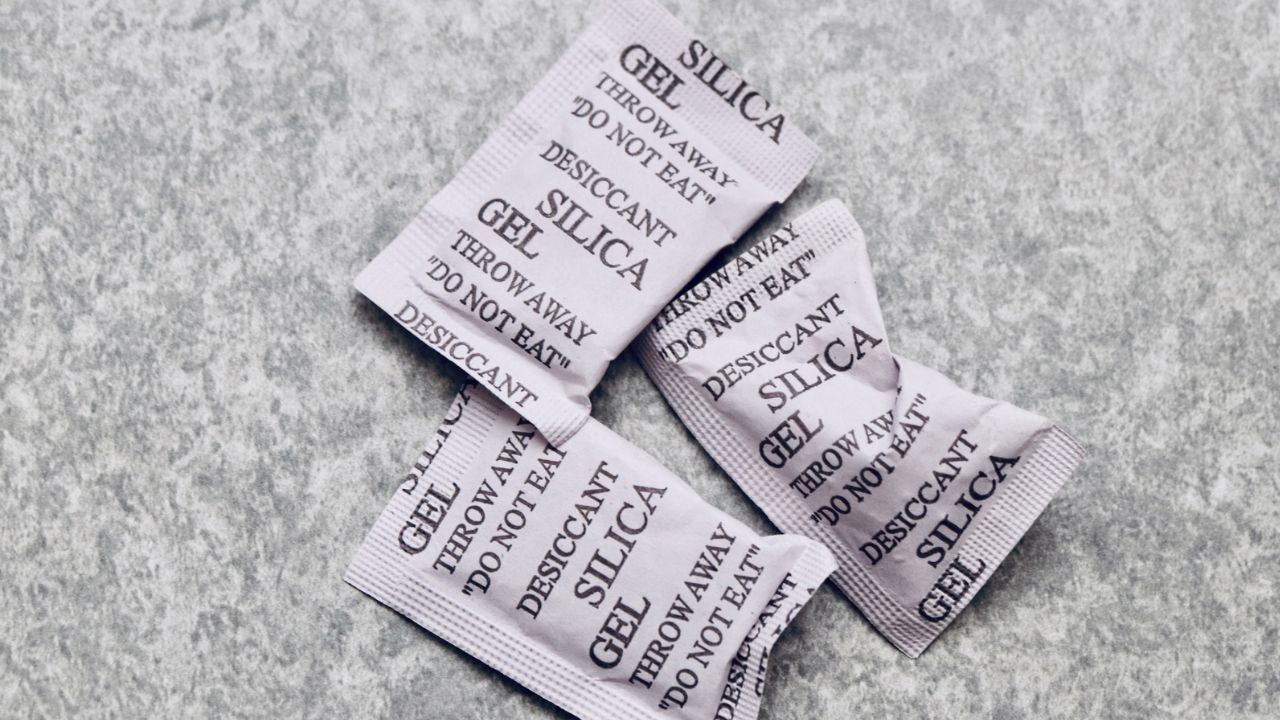 SILICA
GEL
THROW AWAY
"DO NOT EAT"
DESICCANT
SILICA
GEL
THROW AWAY
"DO NOT EAT"
DESICCANT
THROW AWAY
"DO NOT EAT"
DESICCANT
SILICA
GEL
THROW AWAY
"DO NOT EAT"
DESICCANT
SILICA
GEL
SILICA
GEL
THROW AWAY
"DO NOT EAT
DESICCANT
SILICA
GEL
THROW AWAY
"DO NOT EAT"
DESICCANT